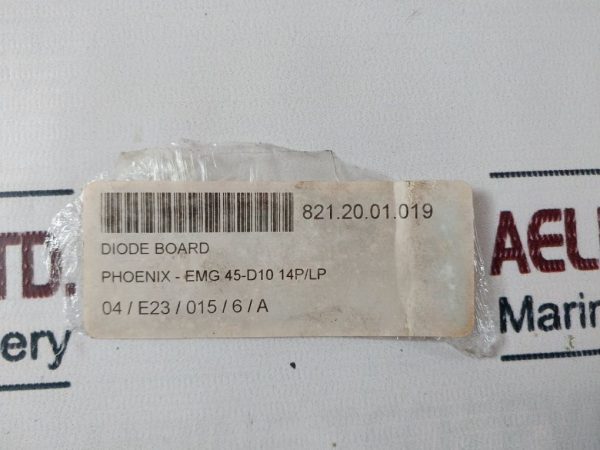 821.20.01.019
DIODE BOARD
PHOENIX - EMG 45-D10 14P/LP
04 / E23 / 015 / 6 / A
TD.
ery
AEL
Marin